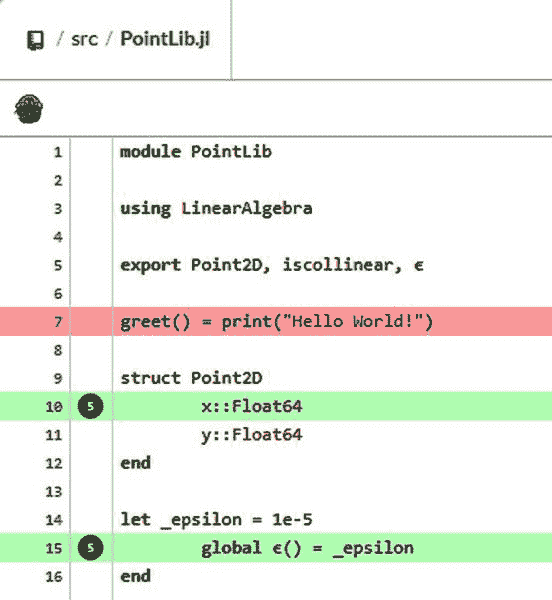 / src / PointLib.jl
1 module PointLib
2
3 using LinearAlgebra
4
5 export Point2D, iscollinear, ϵ
6
7 greet() = print("Hello World!")
8
9 struct Point2D
10 5 x::Float64
11 y::Float64
12 end
13
14 let _epsilon = 1e-5
15 5 global ϵ() = _epsilon
16 end